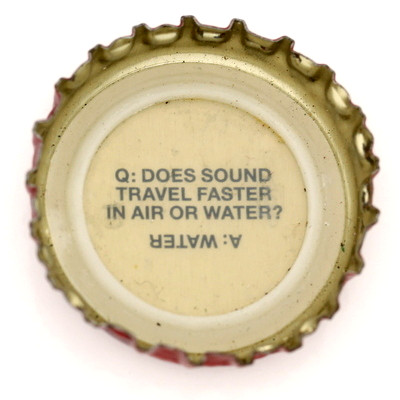 Q: DOES SOUND
TRAVEL FASTER
IN AIR OR WATER?
A: WATER